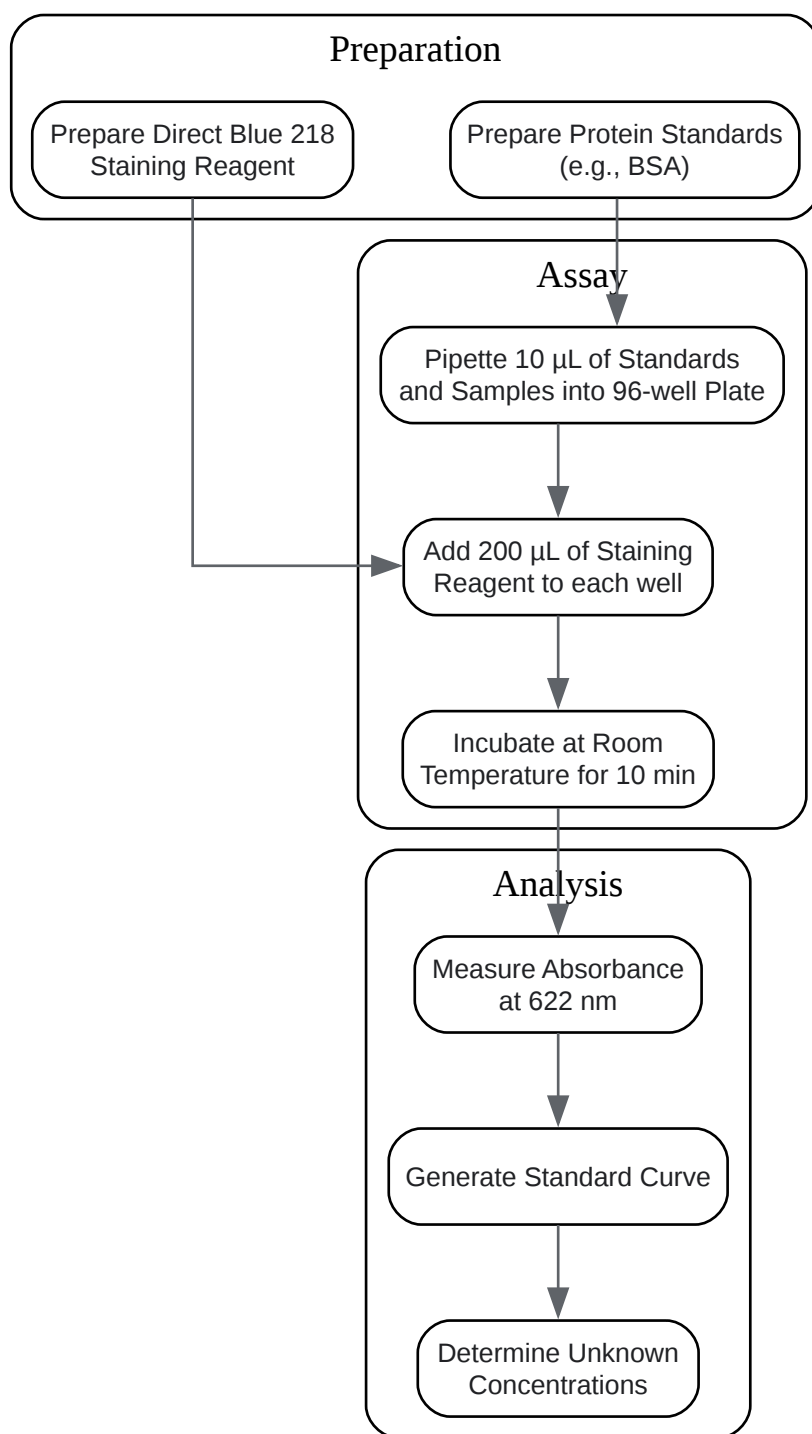 Preparation
Prepare Direct Blue 218
Staining Reagent
Prepare Protein Standards
(e.g., BSA)
Assay
Pipette 10 µL of Standards
and Samples into 96-well Plate
Add 200 µL of Staining
Reagent to each well
Incubate at Room
Temperature for 10 min
Analysis
Measure Absorbance
at 622 nm
Generate Standard Curve
Determine Unknown
Concentrations